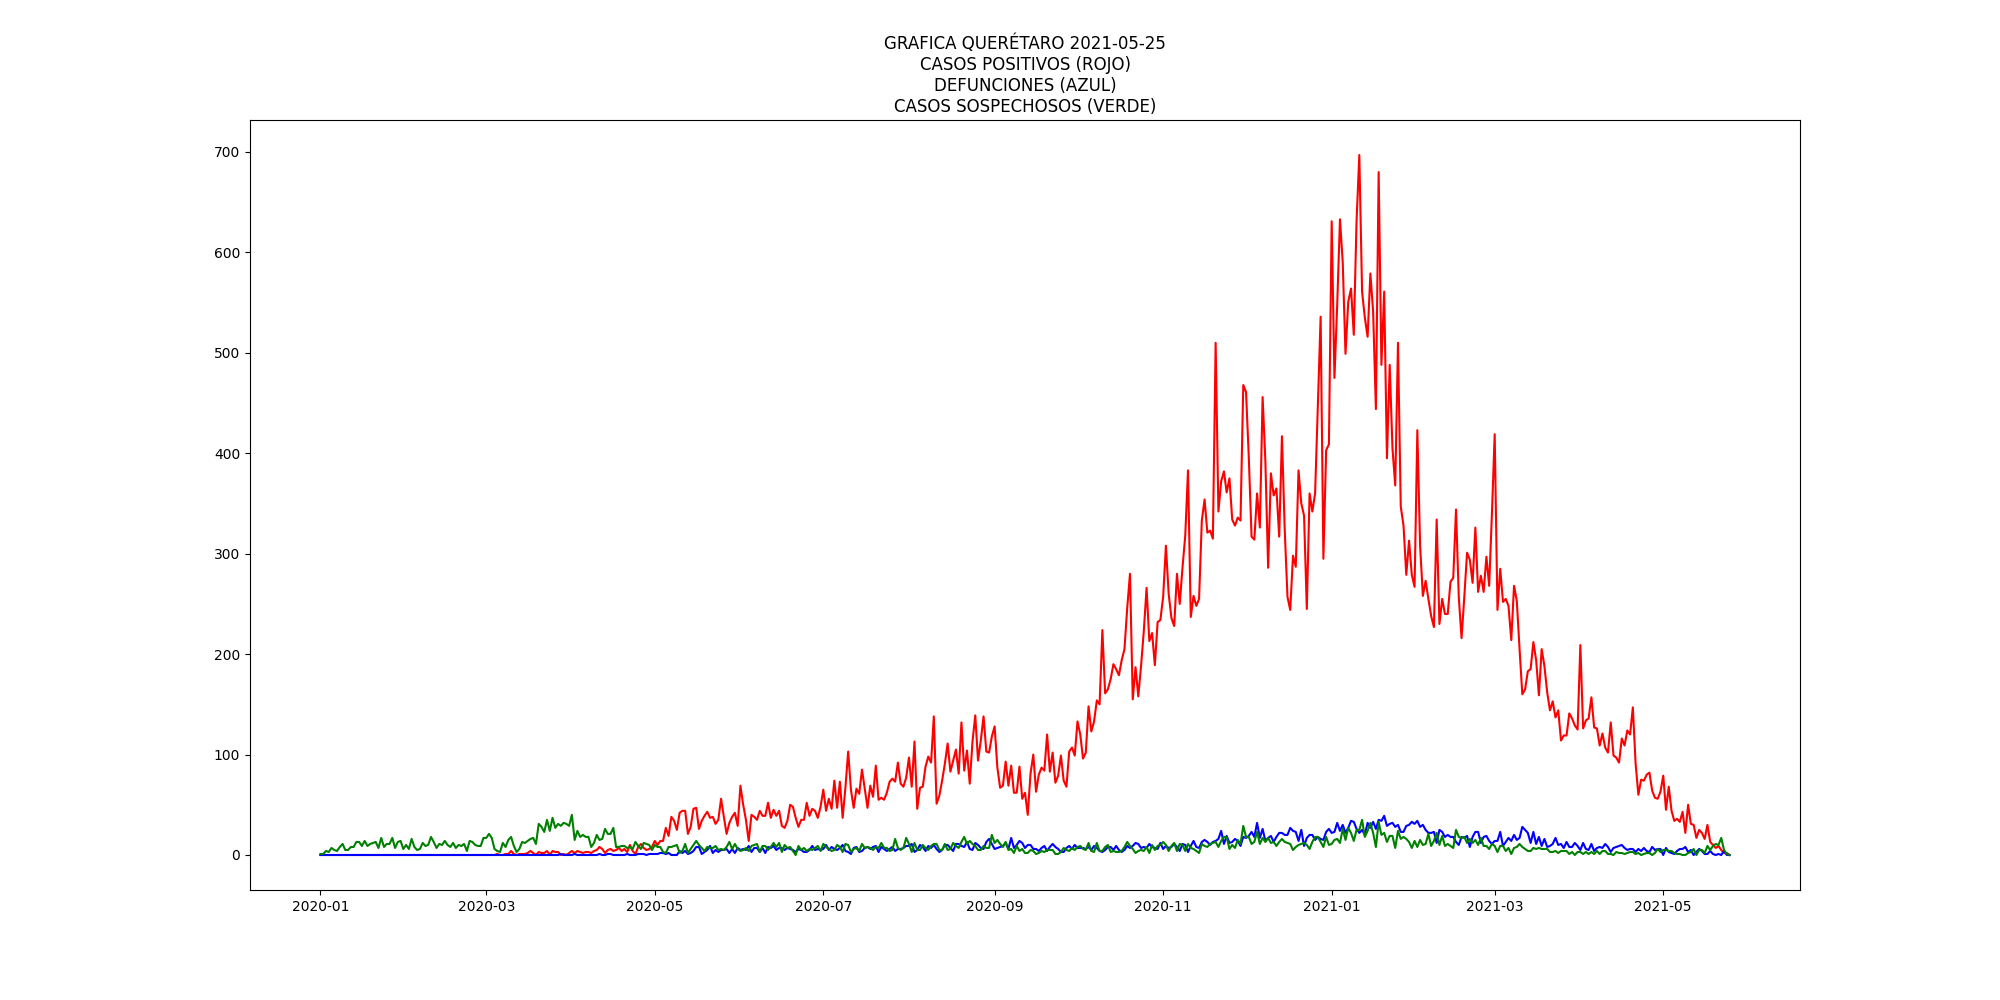 GRAFICA QUERÉTARO 2021-05-25
CASOS POSITIVOS (ROJO)
DEFUNCIONES (AZUL)
CASOS SOSPECHOSOS (VERDE)
700
600
500
400
300
200
100
0
2020-01 2020-03 2020-05 2020-07 2020-09 2020-11 2021-01 2021-03 2021-05